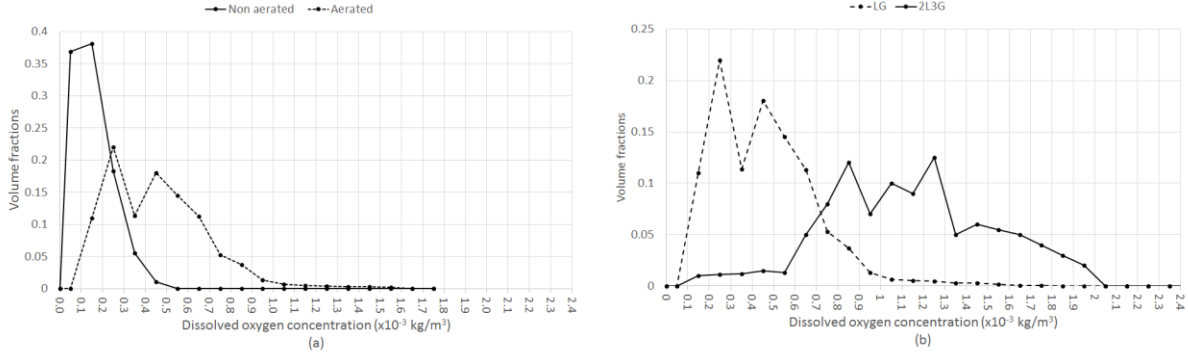 Non aerated
Aerated
0.4
0.35
0.3
0.25
0.2
0.15
0.1
0.05
0
Volume fractions
0.0 0.1 0.2 0.3 0.4 0.5 0.6 0.7 0.8 0.9 1.0 1.1 1.2 1.3 1.4 1.5 1.6 1.7 1.8 1.0 2.0 2.1 2.2 2.3 2.4
Dissolved oxygen concentration (x10⁻³ kg/m³)
(a)
LG
2L3G
0.25
0.2
0.15
0.1
0.05
0
Volume fractions
0 0.1 0.2 0.3 0.4 0.5 0.6 0.7 0.8 0.9 1 1.1 1.2 1.3 1.4 1.5 1.6 1.7 1.8 1.9 2 2.1 2.2 2.3 2.4
Dissolved oxygen concentration (x10⁻³ kg/m³)
(b)